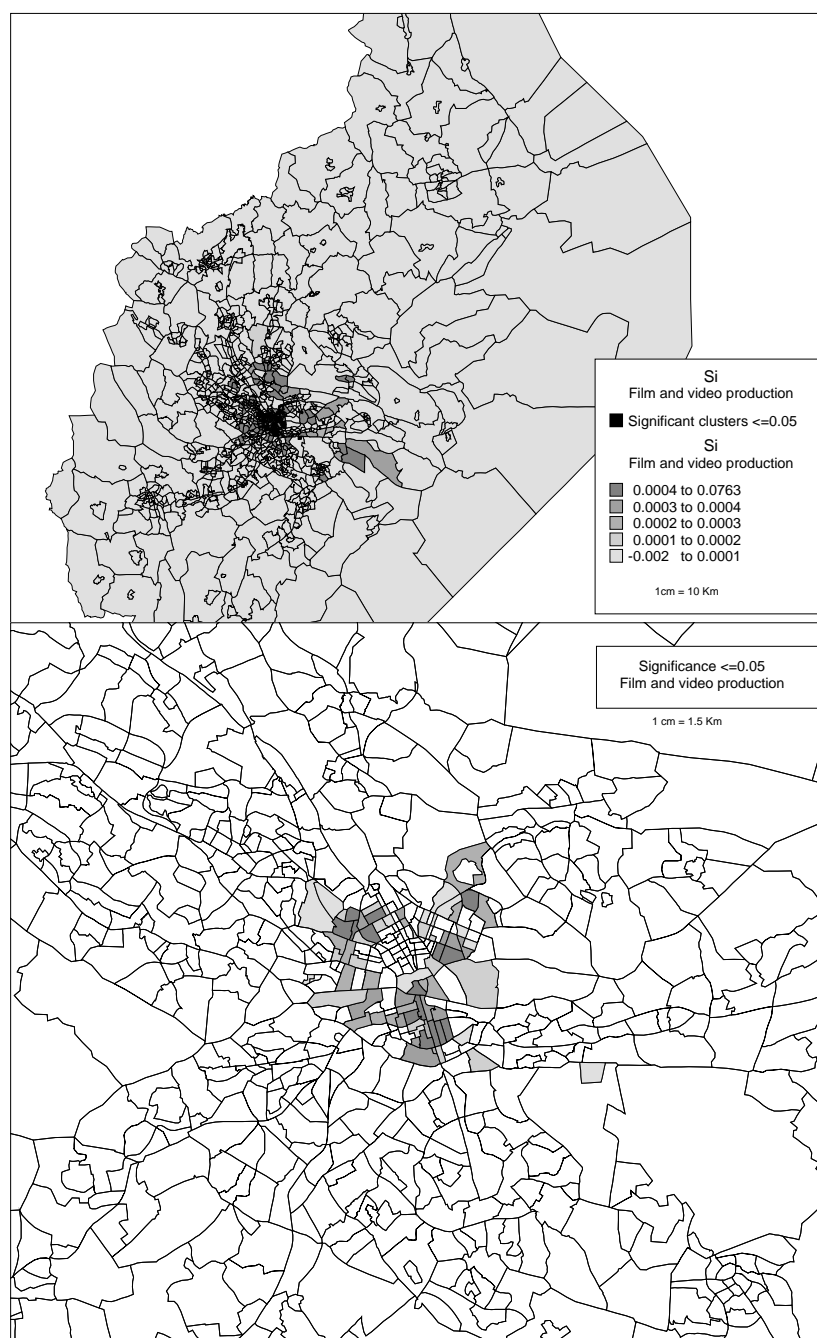 Si
Film and video production
Significant clusters <=0.05
Si
Film and video production
0.0004 to 0.0763
0.0003 to 0.0004
0.0002 to 0.0003
0.0001 to 0.0002
-0.002 to 0.0001
1cm = 10 Km
Significance <=0.05
Film and video production
1 cm = 1.5 Km